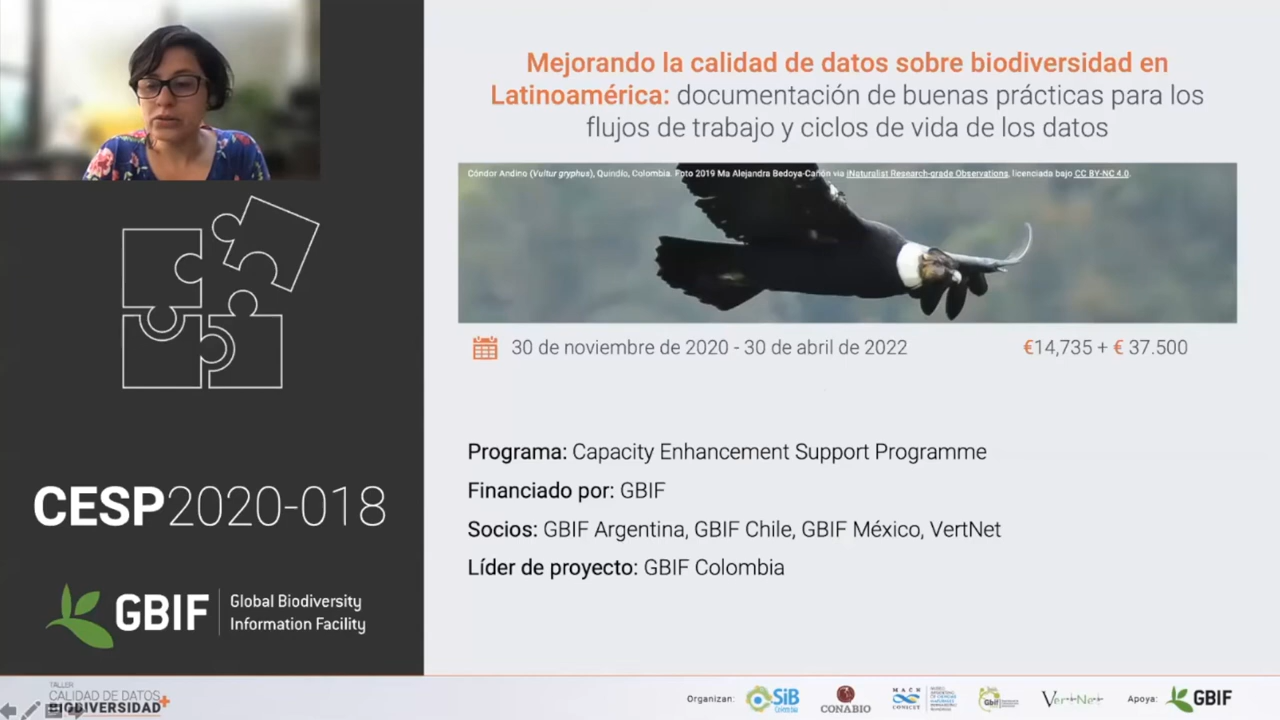 Mejorando la calidad de datos sobre biodiversidad en
Latinoamérica: documentación de buenas prácticas para los
flujos de trabajo y ciclos de vida de los datos
Cóndor Andino (Vultur gryphus), Quindío, Colombia. Foto 2019 Ma Alejandra Bedoya-Cañón via iNaturalist Research-grade Observations, licenciada bajo CC BY-NC 4.0.
30 de noviembre de 2020 - 30 de abril de 2022
€14,735 + € 37.500
CESP2020-018
GBIF
Global Biodiversity
Information Facility
Programa: Capacity Enhancement Support Programme
Financiado por: GBIF
Socios: GBIF Argentina, GBIF Chile, GBIF México, VertNet
Líder de proyecto: GBIF Colombia
TALLER
CALIDAD DE DATOS
BIODIVERSIDAD+
Organizan:
SiB
Colombia
CONABIO
MACN
CONICET
VertNet
Apoya:
GBIF